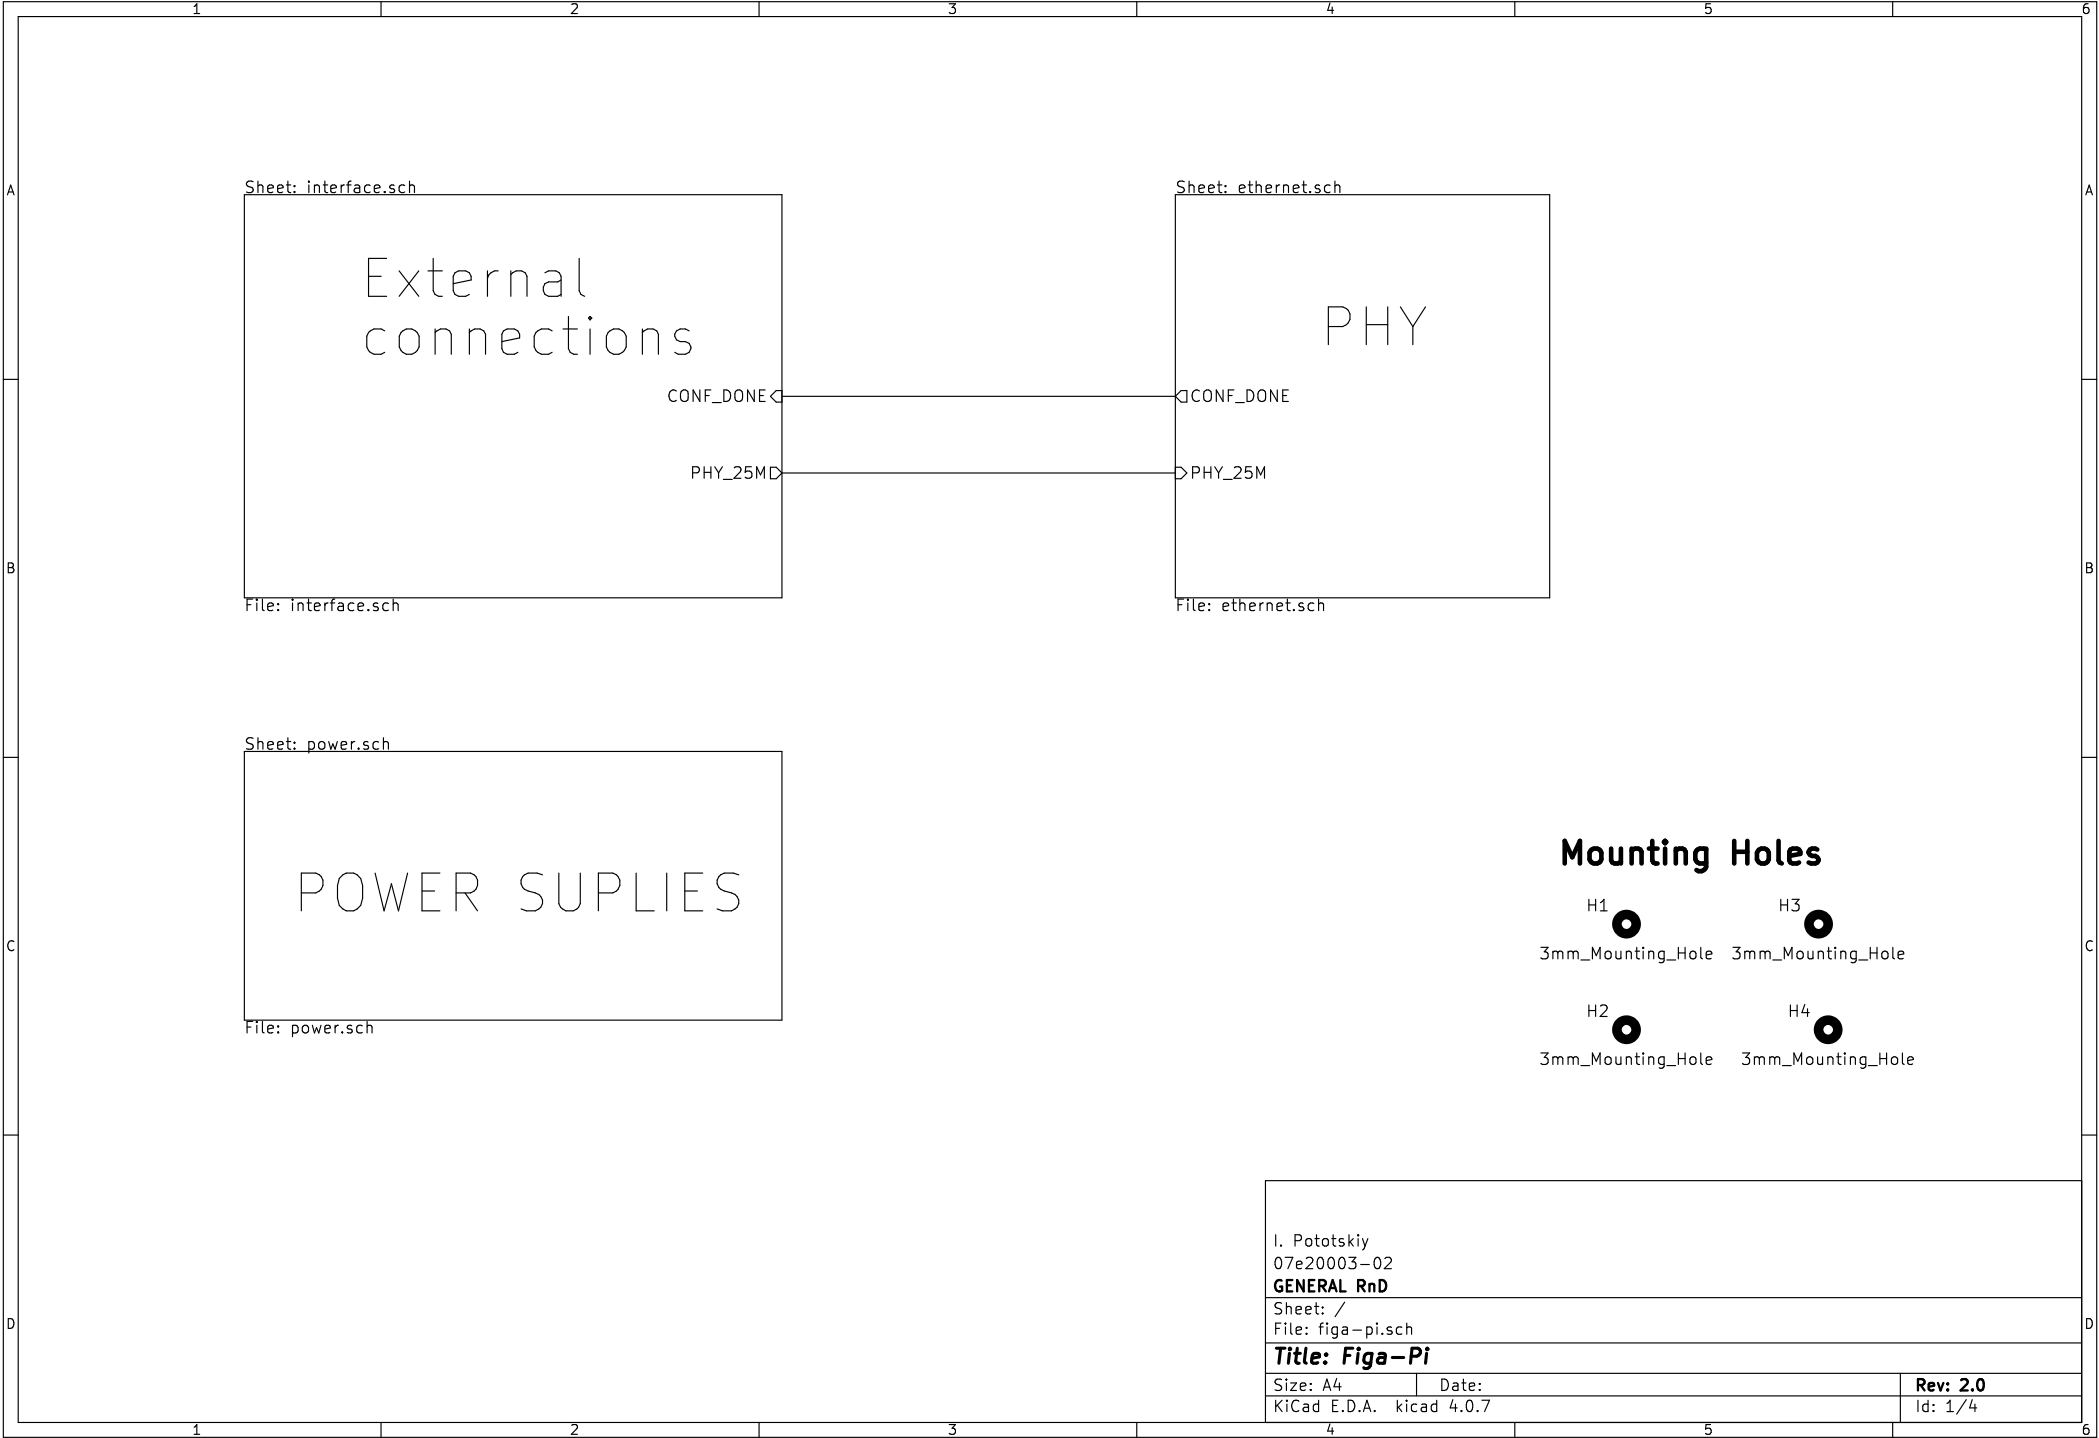 1 2 3 4 5 6
A A
Sheet: interface.sch
External
connections
CONF_DONE
PHY_25M
File: interface.sch
Sheet: ethernet.sch
PHY
CONF_DONE
PHY_25M
File: ethernet.sch
B B
Sheet: power.sch
POWER SUPLIES
File: power.sch
Mounting Holes
H1
3mm_Mounting_Hole
H3
3mm_Mounting_Hole
C C
H2
3mm_Mounting_Hole
H4
3mm_Mounting_Hole
I. Pototskiy
07e20003-02
GENERAL RnD
Sheet: /
File: figa-pi.sch
D D
Title: Figa-Pi
Size: A4 Date: Rev: 2.0
KiCad E.D.A. kicad 4.0.7 Id: 1/4
1 2 3 4 5 6